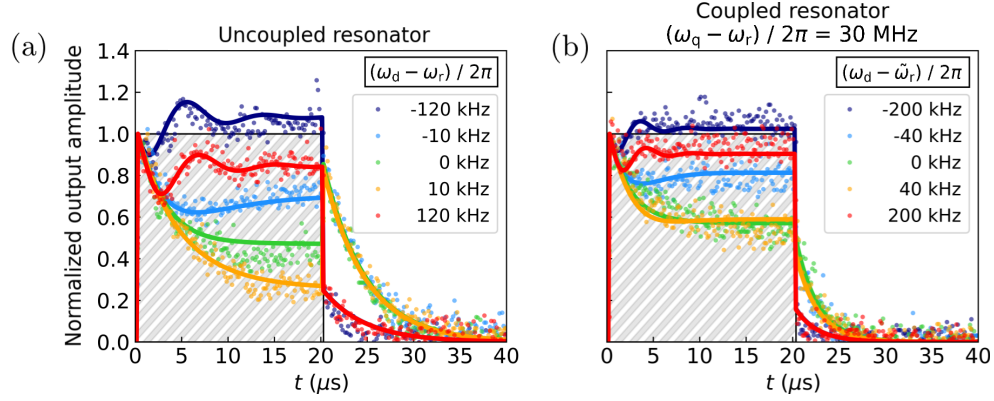 (a)
Uncoupled resonator
Normalized output amplitude
1.4
1.2
1.0
0.8
0.6
0.4
0.2
0.0
(ωd − ωr) / 2π
-120 kHz
-10 kHz
0 kHz
10 kHz
120 kHz
0 5 10 15 20 25 30 35 40
t (μs)
(b)
Coupled resonator
(ωq − ωr) / 2π = 30 MHz
(ωd − ω̃r) / 2π
-200 kHz
-40 kHz
0 kHz
40 kHz
200 kHz
0 5 10 15 20 25 30 35 40
t (μs)